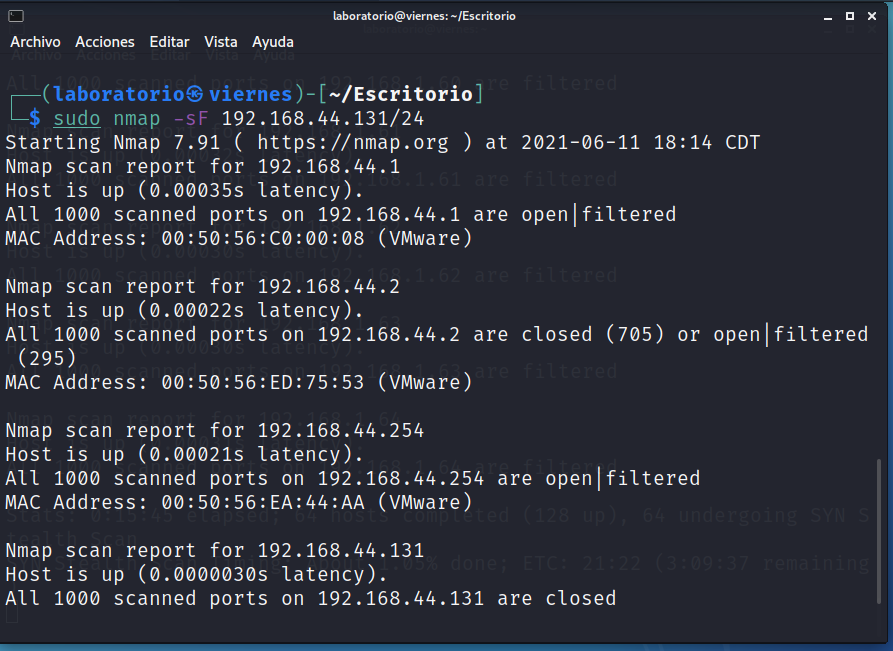 laboratorio@viernes: ~/Escritorio
Archivo Acciones Editar Vista Ayuda
(laboratorio㉿viernes)-[~/Escritorio]
$ sudo nmap -sF 192.168.44.131/24
Starting Nmap 7.91 ( https://nmap.org ) at 2021-06-11 18:14 CDT
Nmap scan report for 192.168.44.1
Host is up (0.00035s latency).
All 1000 scanned ports on 192.168.44.1 are open|filtered
MAC Address: 00:50:56:C0:00:08 (VMware)
Nmap scan report for 192.168.44.2
Host is up (0.00022s latency).
All 1000 scanned ports on 192.168.44.2 are closed (705) or open|filtered
(295)
MAC Address: 00:50:56:ED:75:53 (VMware)
Nmap scan report for 192.168.44.254
Host is up (0.00021s latency).
All 1000 scanned ports on 192.168.44.254 are open|filtered
MAC Address: 00:50:56:EA:44:AA (VMware)
Nmap scan report for 192.168.44.131
Host is up (0.0000030s latency).
All 1000 scanned ports on 192.168.44.131 are closed